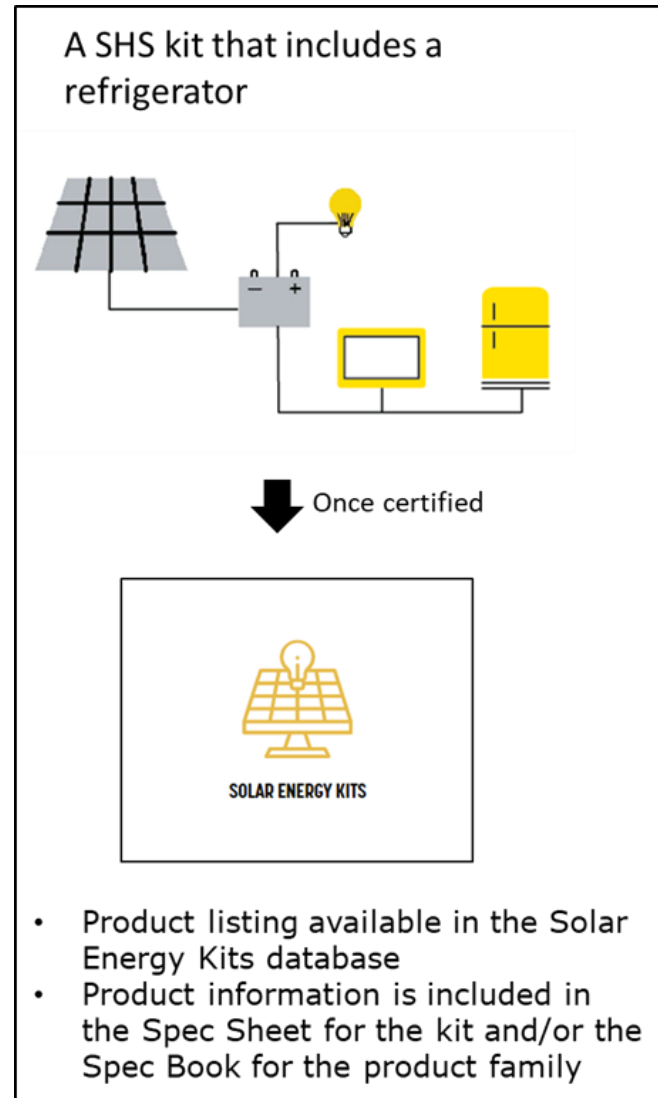 A SHS kit that includes a
refrigerator
− +
Once certified
SOLAR ENERGY KITS
• Product listing available in the Solar
Energy Kits database
• Product information is included in
the Spec Sheet for the kit and/or the
Spec Book for the product family